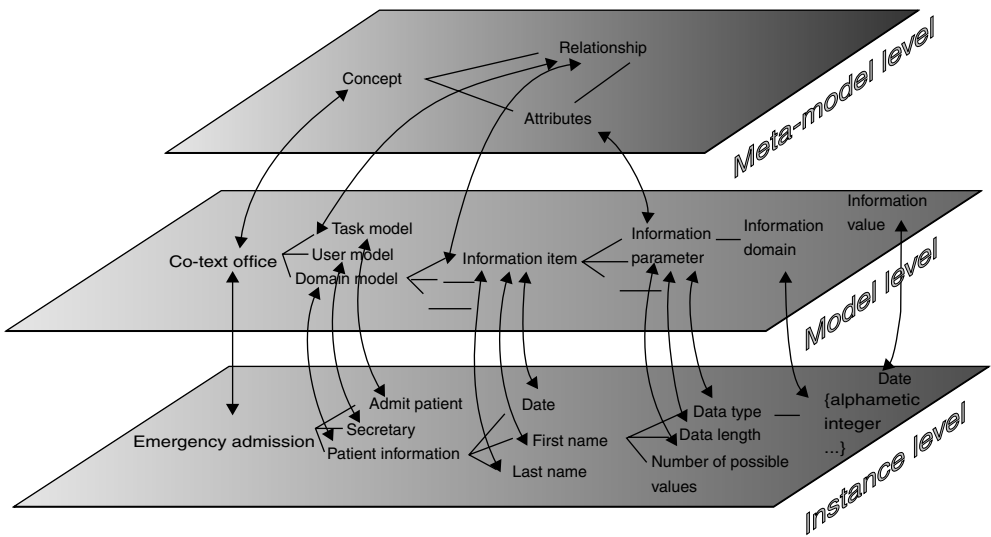 Relationship
Concept
Attributes
Meta-model level
Information
value
Task model
Information
parameter
Information
domain
User model
Co-text office
Information item
Domain model
Model level
Date
Admit patient
Date
Data type
{alphametic
integer
...}
Emergency admission
Secretary
First name
Data length
Patient information
Last name
Number of possible
values
Instance level